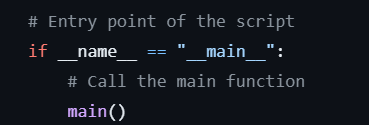 # Entry point of the script
if __name__ == "__main__":
    # Call the main function
    main()